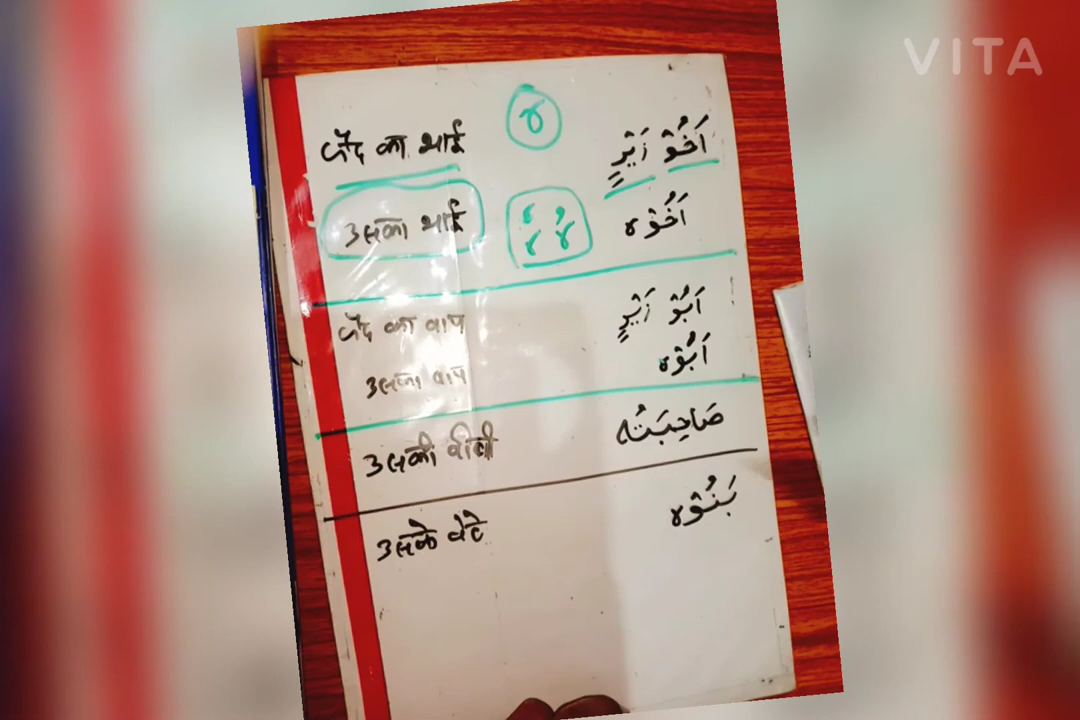 VITA
ہ
ज़ैद का भाई اَخُوْ زَيْدٍ
उसका भाई هٗ هُ هٖ هِ اَخُوْهُ
ज़ैद का बाप اَبُوْ زَيْدٍ
उसका बाप اَبُوْهُ
उसकी बीवी صَاحِبَتُهٗ
उसके बेटे بَنُوْهُ